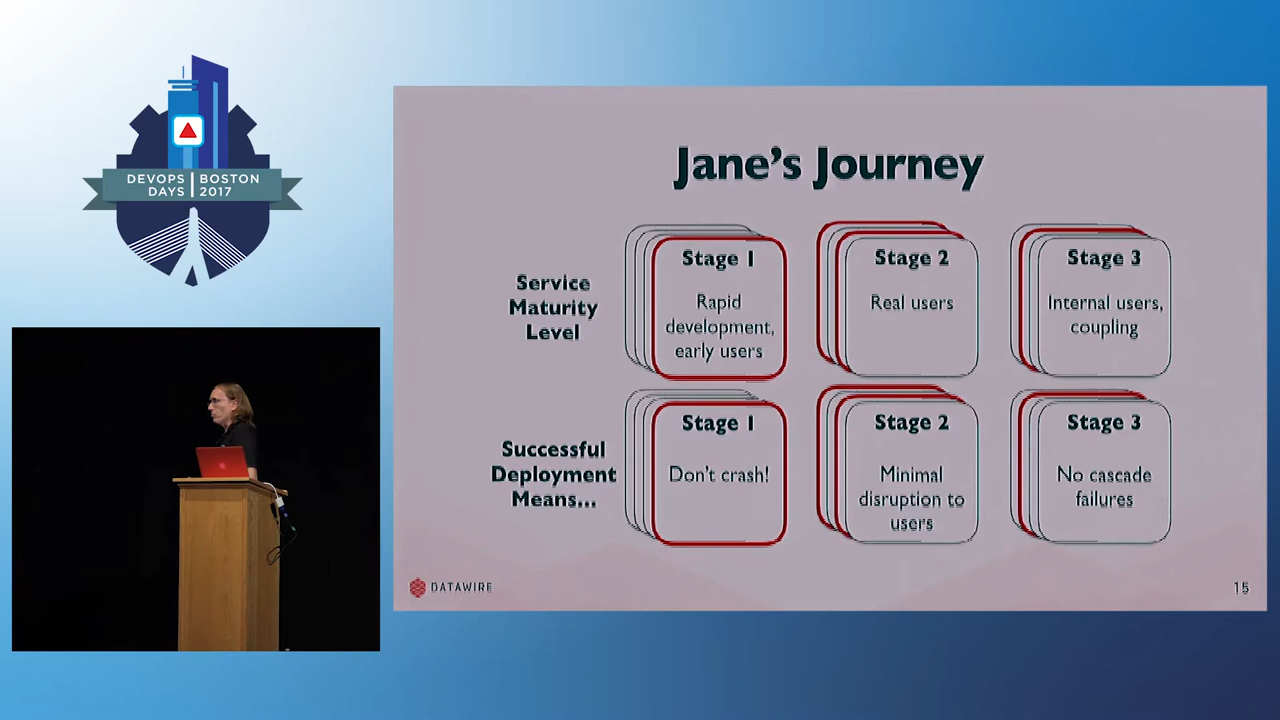 DEVOPS | BOSTON
DAYS | 2017
Jane's Journey
Service
Maturity
Level
Stage 1
Rapid
development,
early users
Stage 2
Real users
Stage 3
Internal users,
coupling
Successful
Deployment
Means...
Stage 1
Don't crash!
Stage 2
Minimal
disruption to
users
Stage 3
No cascade
failures
DATAWIRE
15